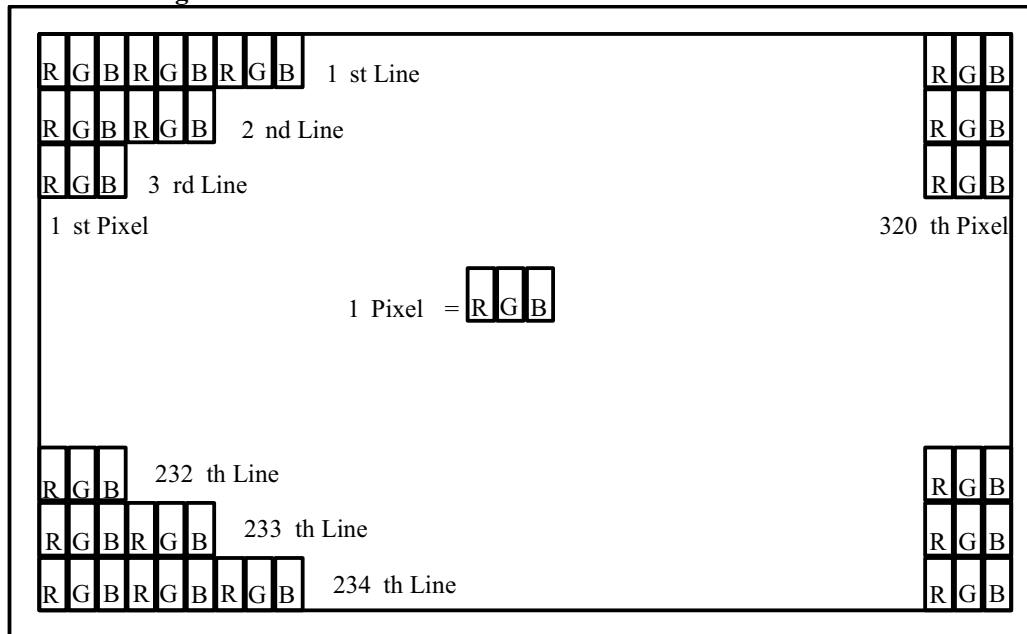 R G B R G B R G B 1 st Line R G B
R G B R G B 2 nd Line R G B
R G B 3 rd Line R G B
1 st Pixel 320 th Pixel
1 Pixel = R G B
R G B 232 th Line R G B
R G B R G B 233 th Line R G B
R G B R G B R G B 234 th Line R G B